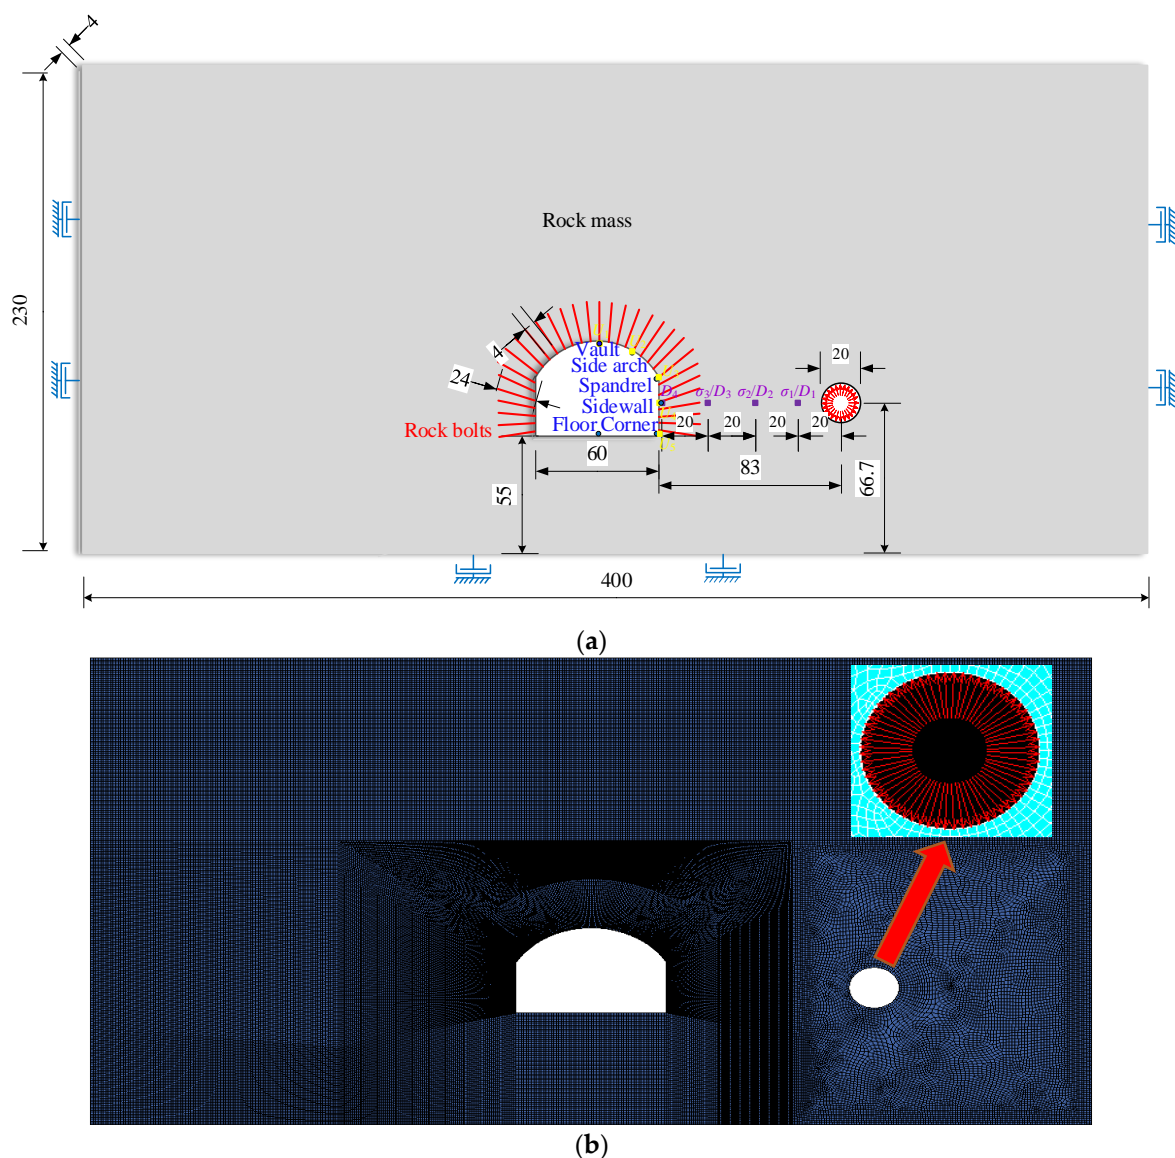 4
230
Rock mass
4
24
Vault
Side arch
Spandrel
Sidewall
Floor Corner
Rock bolts
D₄
σ₃/D₃
σ₂/D₂
σ₁/D₁
20
20
20
20
20
60
83
55
66.7
400
(a)
(b)